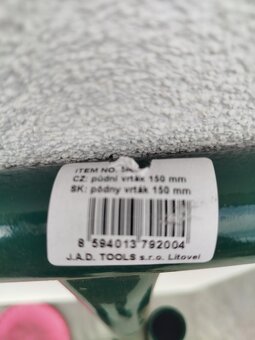 ITEM NO.
CZ: půdní vrták 150 mm
SK: pôdny vrták 150 mm
8 594013 792004
J.A.D. TOOLS s.r.o. Litovel